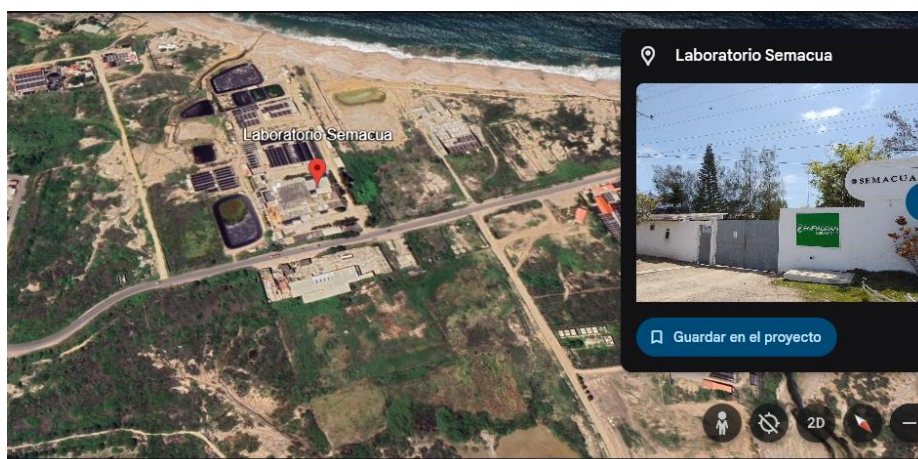 Laboratorio Semacua
Laboratorio Semacua
SEMACUA
Guardar en el proyecto
2D